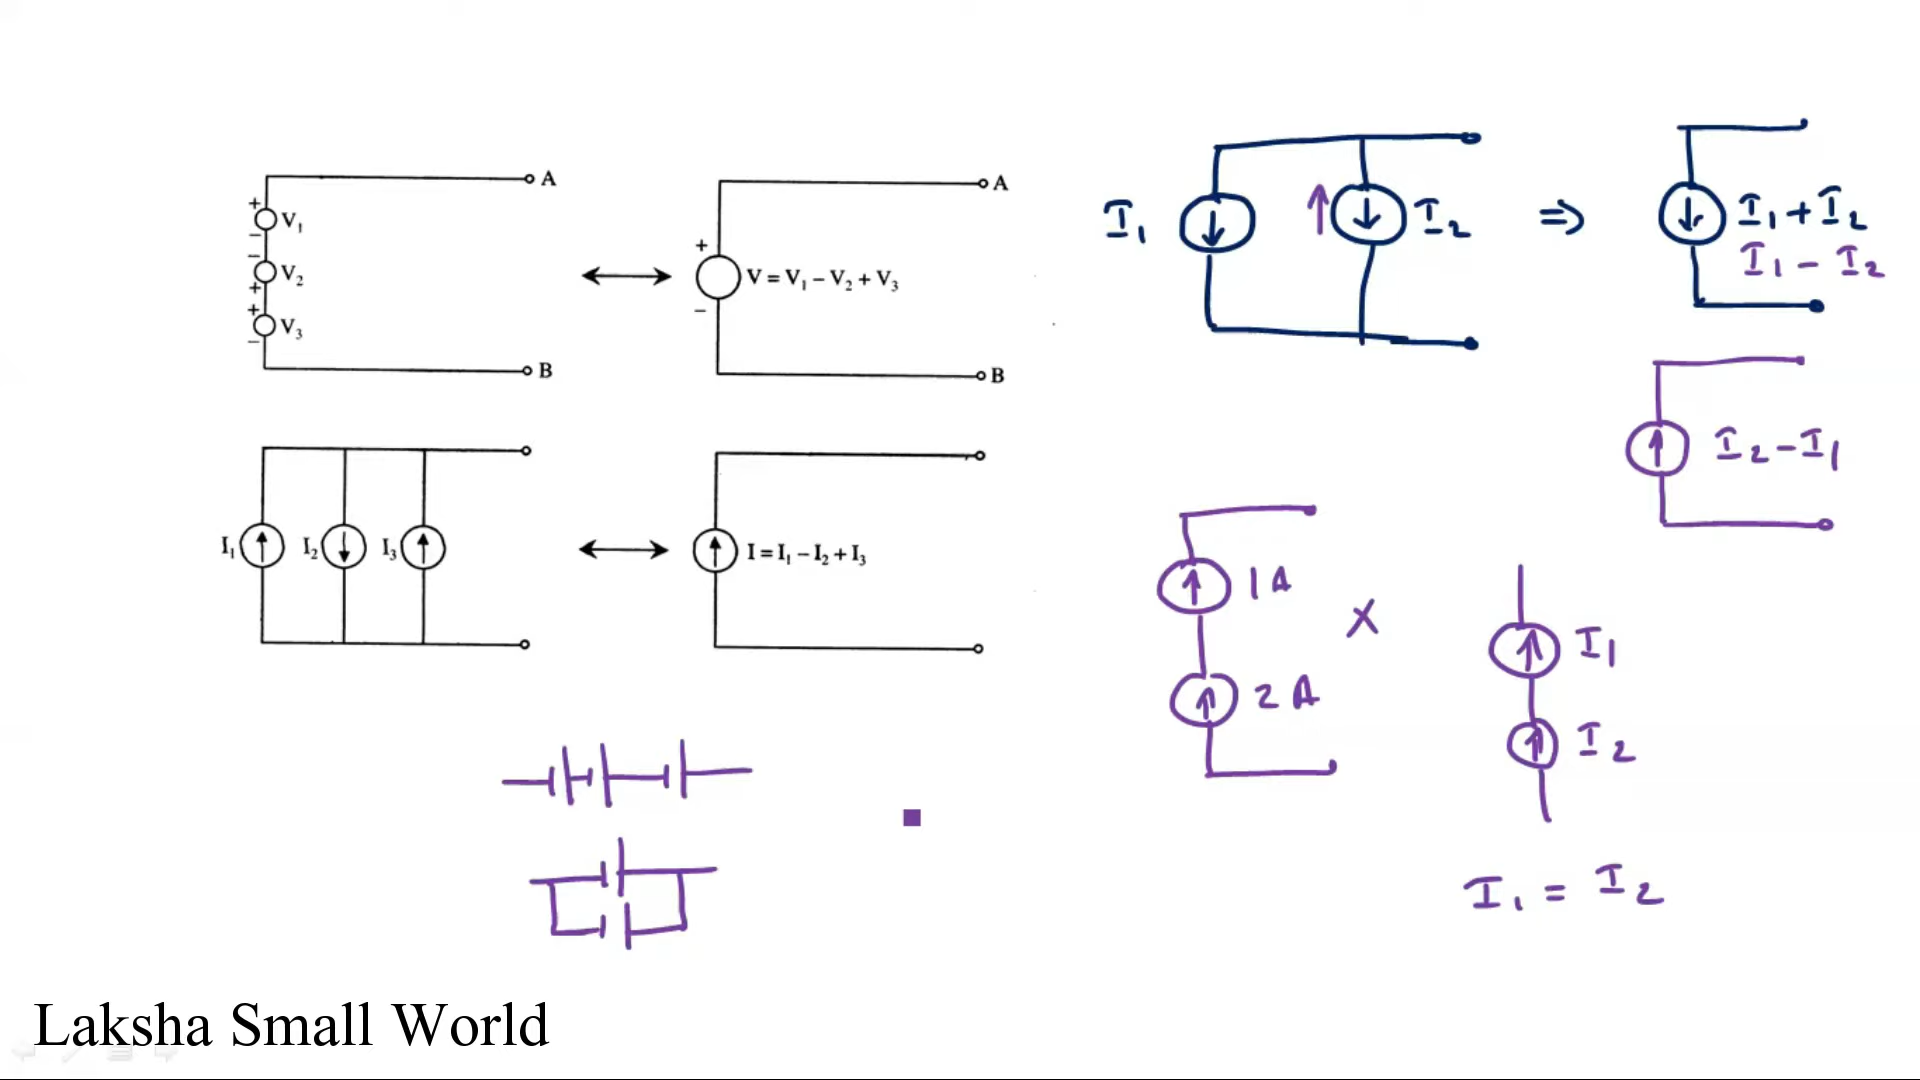 A
+
V₁
−
−
V₂
+
+
V₃
−
B
A
+
V = V₁ − V₂ + V₃
−
B
I₁
I₂
I₃
I = I₁ − I₂ + I₃
I₁
I₂
⇒
I₁ + I₂
I₁ − I₂
I₂ − I₁
1A
X
2A
I₁
I₂
I₁ = I₂
Laksha Small World